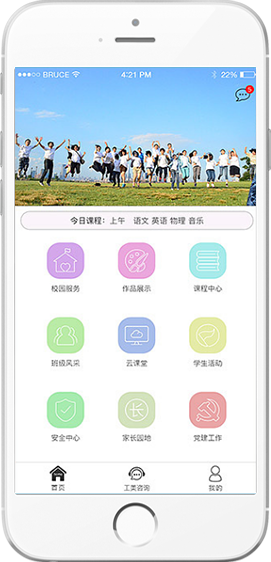 ●●●○○ BRUCE 4:21 PM 22%
5
今日课程：上午 语文 英语 物理 音乐
校园服务 作品展示 课程中心
班级风采 云课堂 学生活动
安全中心 家长园地 党建工作
首页 工美咨询 我的